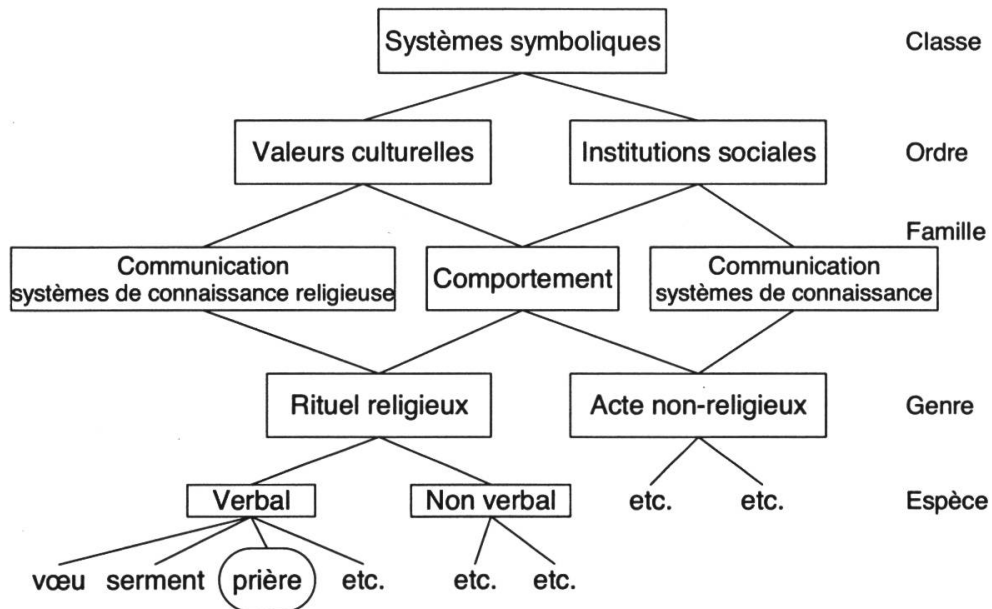 Systèmes symboliques Classe
Valeurs culturelles Institutions sociales Ordre
Famille
Communication
systèmes de connaissance religieuse
Comportement
Communication
systèmes de connaissance
Rituel religieux Acte non-religieux Genre
Verbal Non verbal etc. etc. Espèce
vœu serment prière etc. etc. etc.